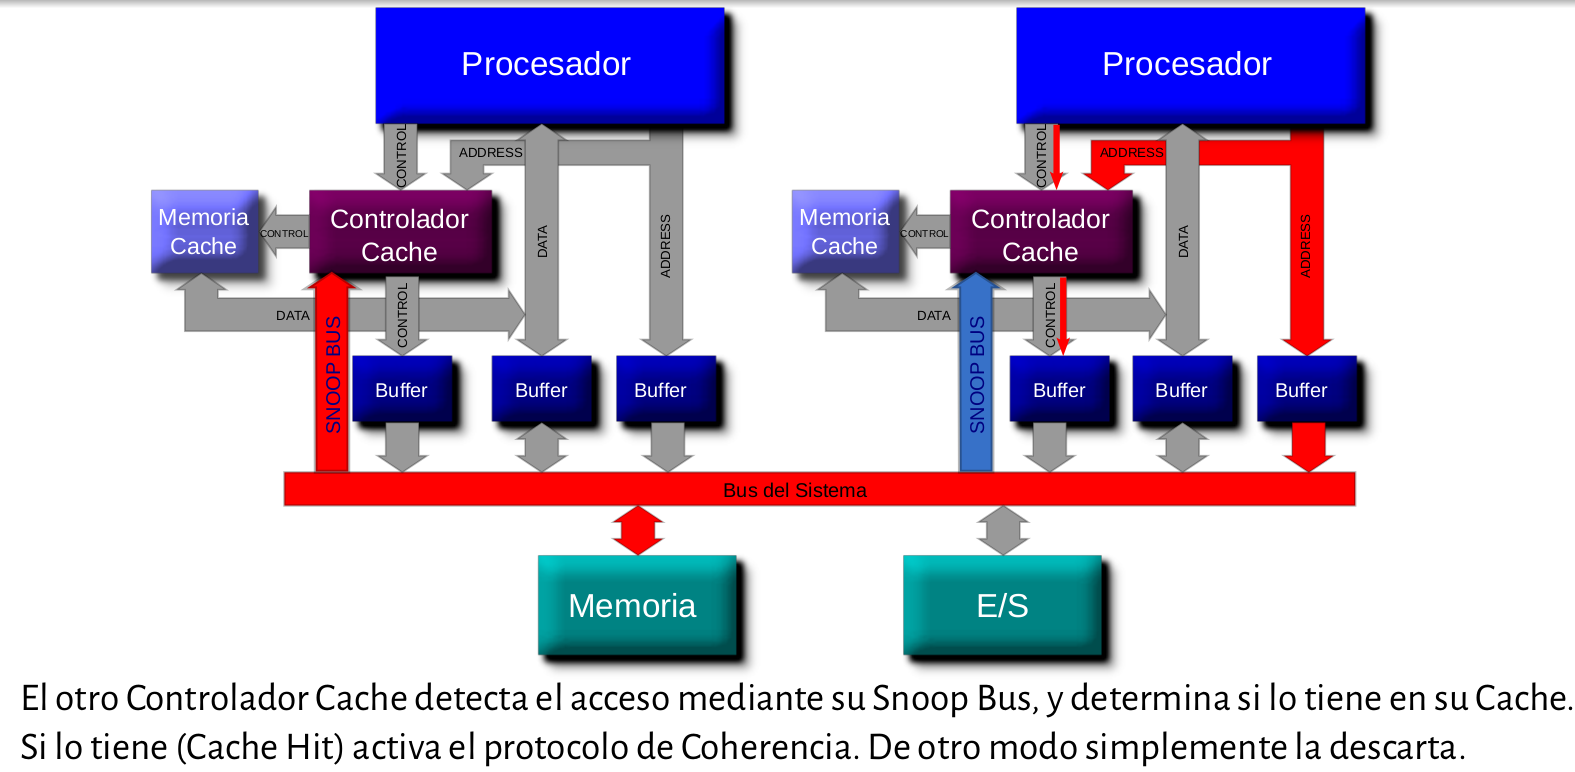 Procesador
Procesador
CONTROL
ADDRESS
CONTROL
ADDRESS
Memoria
Cache
CONTROL
Controlador
Cache
DATA
ADDRESS
Memoria
Cache
CONTROL
Controlador
Cache
DATA
ADDRESS
DATA
SNOOP BUS
CONTROL
DATA
SNOOP BUS
CONTROL
Buffer
Buffer
Buffer
Buffer
Buffer
Buffer
Bus del Sistema
Memoria
E/S
El otro Controlador Cache detecta el acceso mediante su Snoop Bus, y determina si lo tiene en su Cache.
Si lo tiene (Cache Hit) activa el protocolo de Coherencia. De otro modo simplemente la descarta.